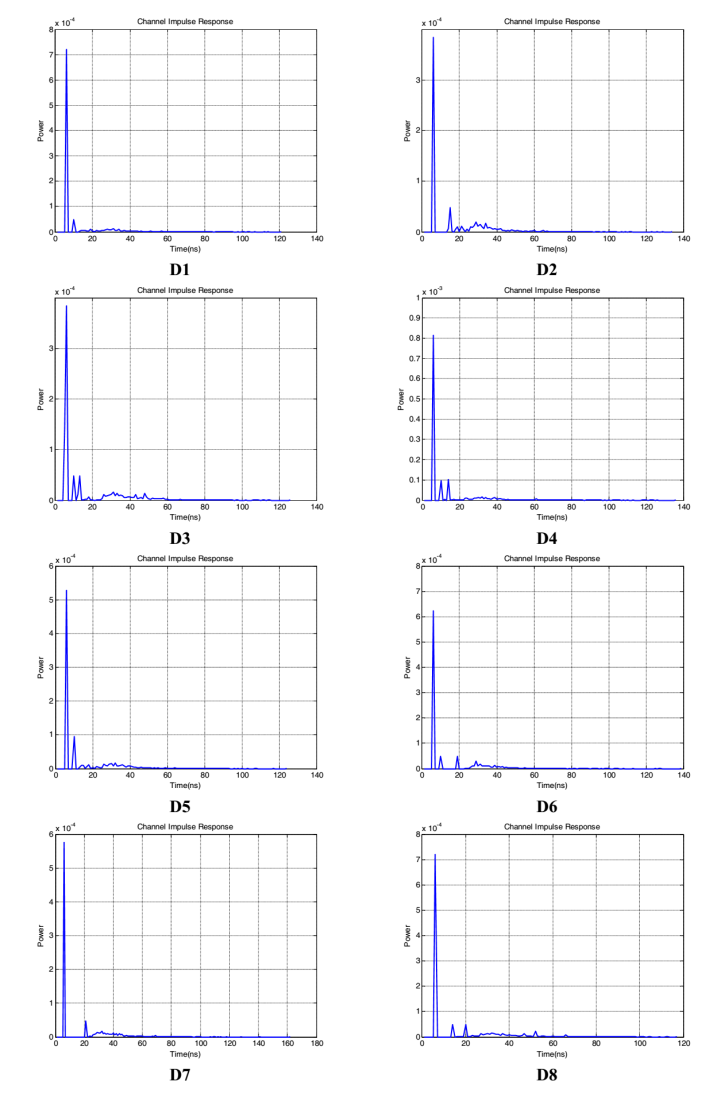 x 10-4
Channel Impulse Response
8
7
6
5
4
3
2
1
0
Power
0 20 40 60 80 100 120 140
Time(ns)
D1
x 10-4
Channel Impulse Response
3
1
0
Power
0 20 40 60 80 100 120 140
Time(ns)
D2
x 10-4
Channel Impulse Response
3
1
0
Power
0 20 40 60 80 100 120 140
Time(ns)
D3
x 10-3
Channel Impulse Response
1
0.9
0.8
0.7
0.6
0.5
0.4
0.3
0.2
0.1
0
Power
0 20 40 60 80 100 120 140
Time(ns)
D4
x 10-4
Channel Impulse Response
6
5
4
3
2
1
0
Power
0 20 40 60 80 100 120 140
Time(ns)
D5
x 10-4
Channel Impulse Response
8
7
6
5
4
3
2
1
0
Power
0 20 40 60 80 100 120 140
Time(ns)
D6
x 10-4
Channel Impulse Response
6
5
4
3
2
1
0
Power
0 20 40 60 80 100 120 140 160 180
Time(ns)
D7
x 10-4
Channel Impulse Response
8
7
6
5
4
3
2
1
0
Power
0 20 40 60 80 100 120
Time(ns)
D8